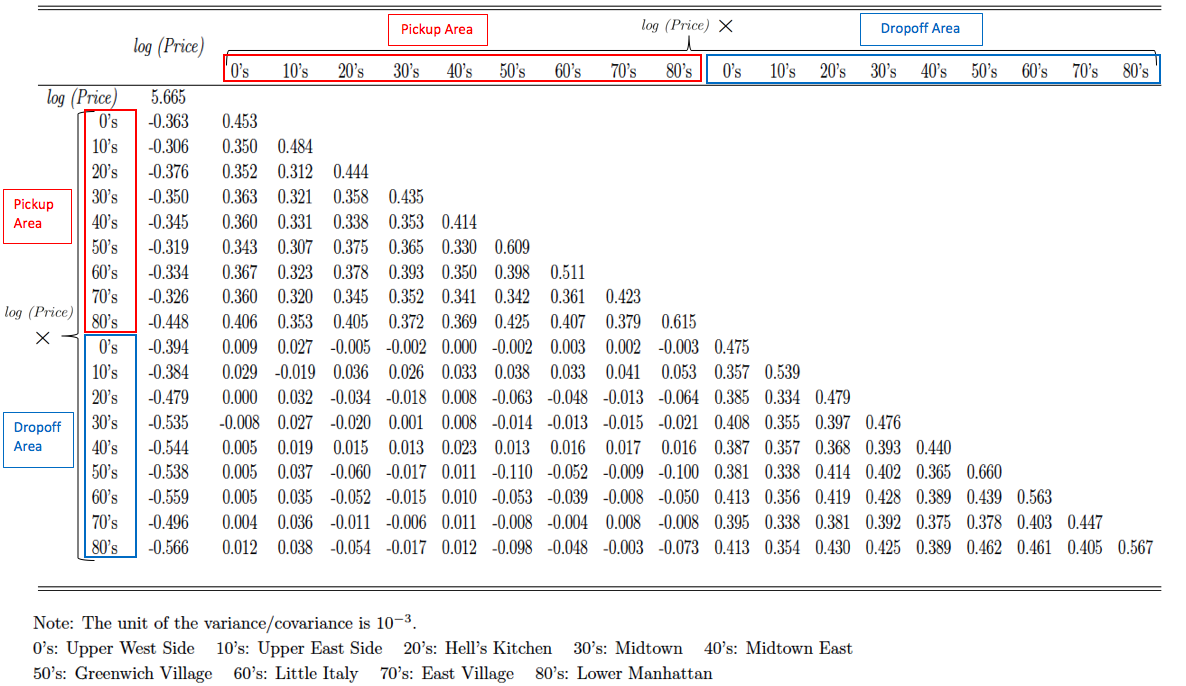 Pickup Area log (Price) × Dropoff Area
log (Price)
0's 10's 20's 30's 40's 50's 60's 70's 80's 0's 10's 20's 30's 40's 50's 60's 70's 80's
log (Price) 5.665
0's -0.363 0.453
10's -0.306 0.350 0.484
20's -0.376 0.352 0.312 0.444
Pickup Area
30's -0.350 0.363 0.321 0.358 0.435
40's -0.345 0.360 0.331 0.338 0.353 0.414
50's -0.319 0.343 0.307 0.375 0.365 0.330 0.609
60's -0.334 0.367 0.323 0.378 0.393 0.350 0.398 0.511
70's -0.326 0.360 0.320 0.345 0.352 0.341 0.342 0.361 0.423
log (Price) ×
80's -0.448 0.406 0.353 0.405 0.372 0.369 0.425 0.407 0.379 0.615
0's -0.394 0.009 0.027 -0.005 -0.002 0.000 -0.002 0.003 0.002 -0.003 0.475
10's -0.384 0.029 -0.019 0.036 0.026 0.033 0.038 0.033 0.041 0.053 0.357 0.539
20's -0.479 0.000 0.032 -0.034 -0.018 0.008 -0.063 -0.048 -0.013 -0.064 0.385 0.334 0.479
Dropoff Area
30's -0.535 -0.008 0.027 -0.020 0.001 0.008 -0.014 -0.013 -0.015 -0.021 0.408 0.355 0.397 0.476
40's -0.544 0.005 0.019 0.015 0.013 0.023 0.013 0.016 0.017 0.016 0.387 0.357 0.368 0.393 0.440
50's -0.538 0.005 0.037 -0.060 -0.017 0.011 -0.110 -0.052 -0.009 -0.100 0.381 0.338 0.414 0.402 0.365 0.660
60's -0.559 0.005 0.035 -0.052 -0.015 0.010 -0.053 -0.039 -0.008 -0.050 0.413 0.356 0.419 0.428 0.389 0.439 0.563
70's -0.496 0.004 0.036 -0.011 -0.006 0.011 -0.008 -0.004 0.008 -0.008 0.395 0.338 0.381 0.392 0.375 0.378 0.403 0.447
80's -0.566 0.012 0.038 -0.054 -0.017 0.012 -0.098 -0.048 -0.003 -0.073 0.413 0.354 0.430 0.425 0.389 0.462 0.461 0.405 0.567
Note: The unit of the variance/covariance is 10⁻³.
0's: Upper West Side 10's: Upper East Side 20's: Hell's Kitchen 30's: Midtown 40's: Midtown East
50's: Greenwich Village 60's: Little Italy 70's: East Village 80's: Lower Manhattan